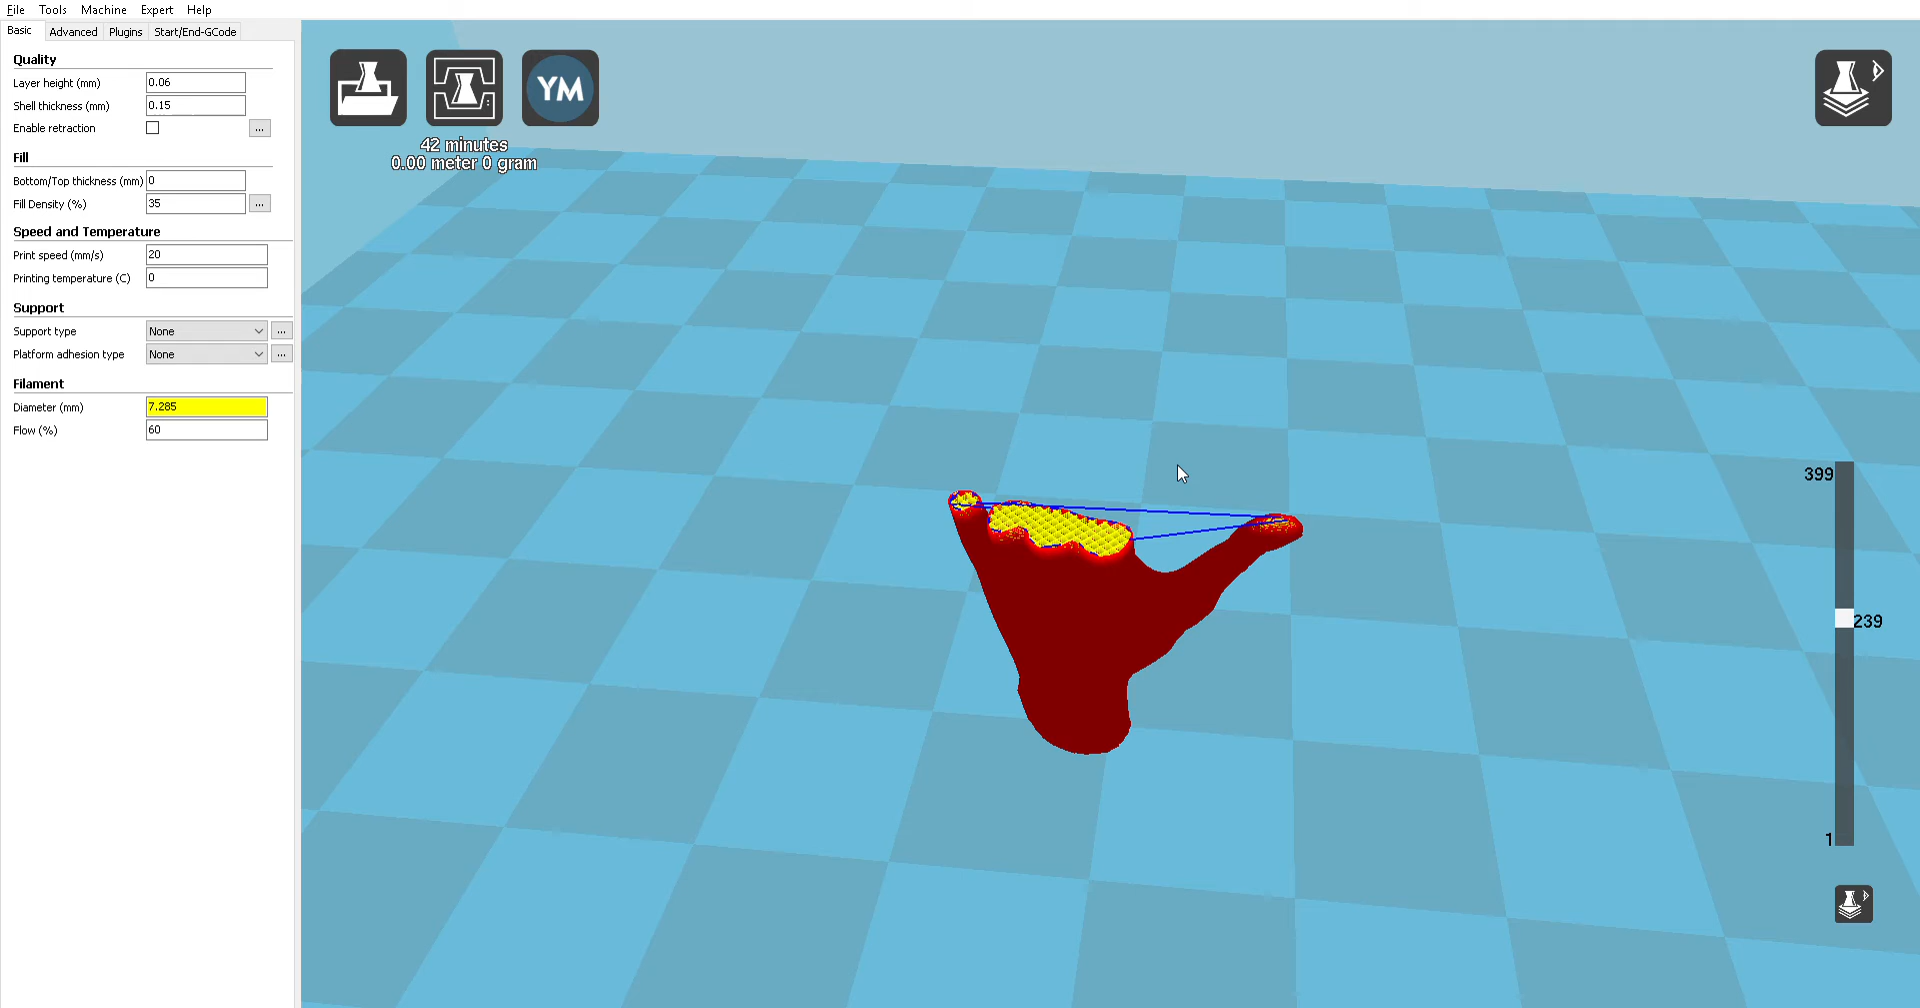 File Tools Machine Expert Help
Basic Advanced Plugins Start/End-GCode
Quality
Layer height (mm) 0.06
Shell thickness (mm) 0.15
Enable retraction ...
Fill
Bottom/Top thickness (mm) 0
Fill Density (%) 35 ...
Speed and Temperature
Print speed (mm/s) 20
Printing temperature (C) 0
Support
Support type None ...
Platform adhesion type None ...
Filament
Diameter (mm) 7.285
Flow (%) 60
YM
42 minutes
0.00 meter 0 gram
399
239
1